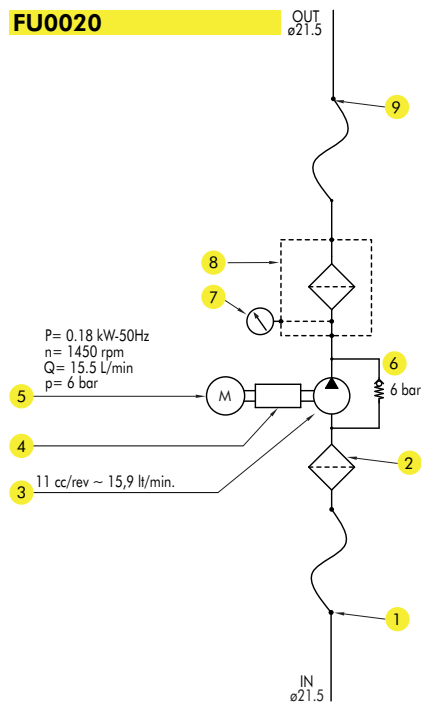 FU0020
OUT
ø21.5
9
8
7
P= 0.18 kW-50Hz
n= 1450 rpm
Q= 15.5 L/min
p= 6 bar
6
6 bar
5
M
4
3
11 cc/rev ~ 15,9 lt/min.
2
1
IN
ø21.5